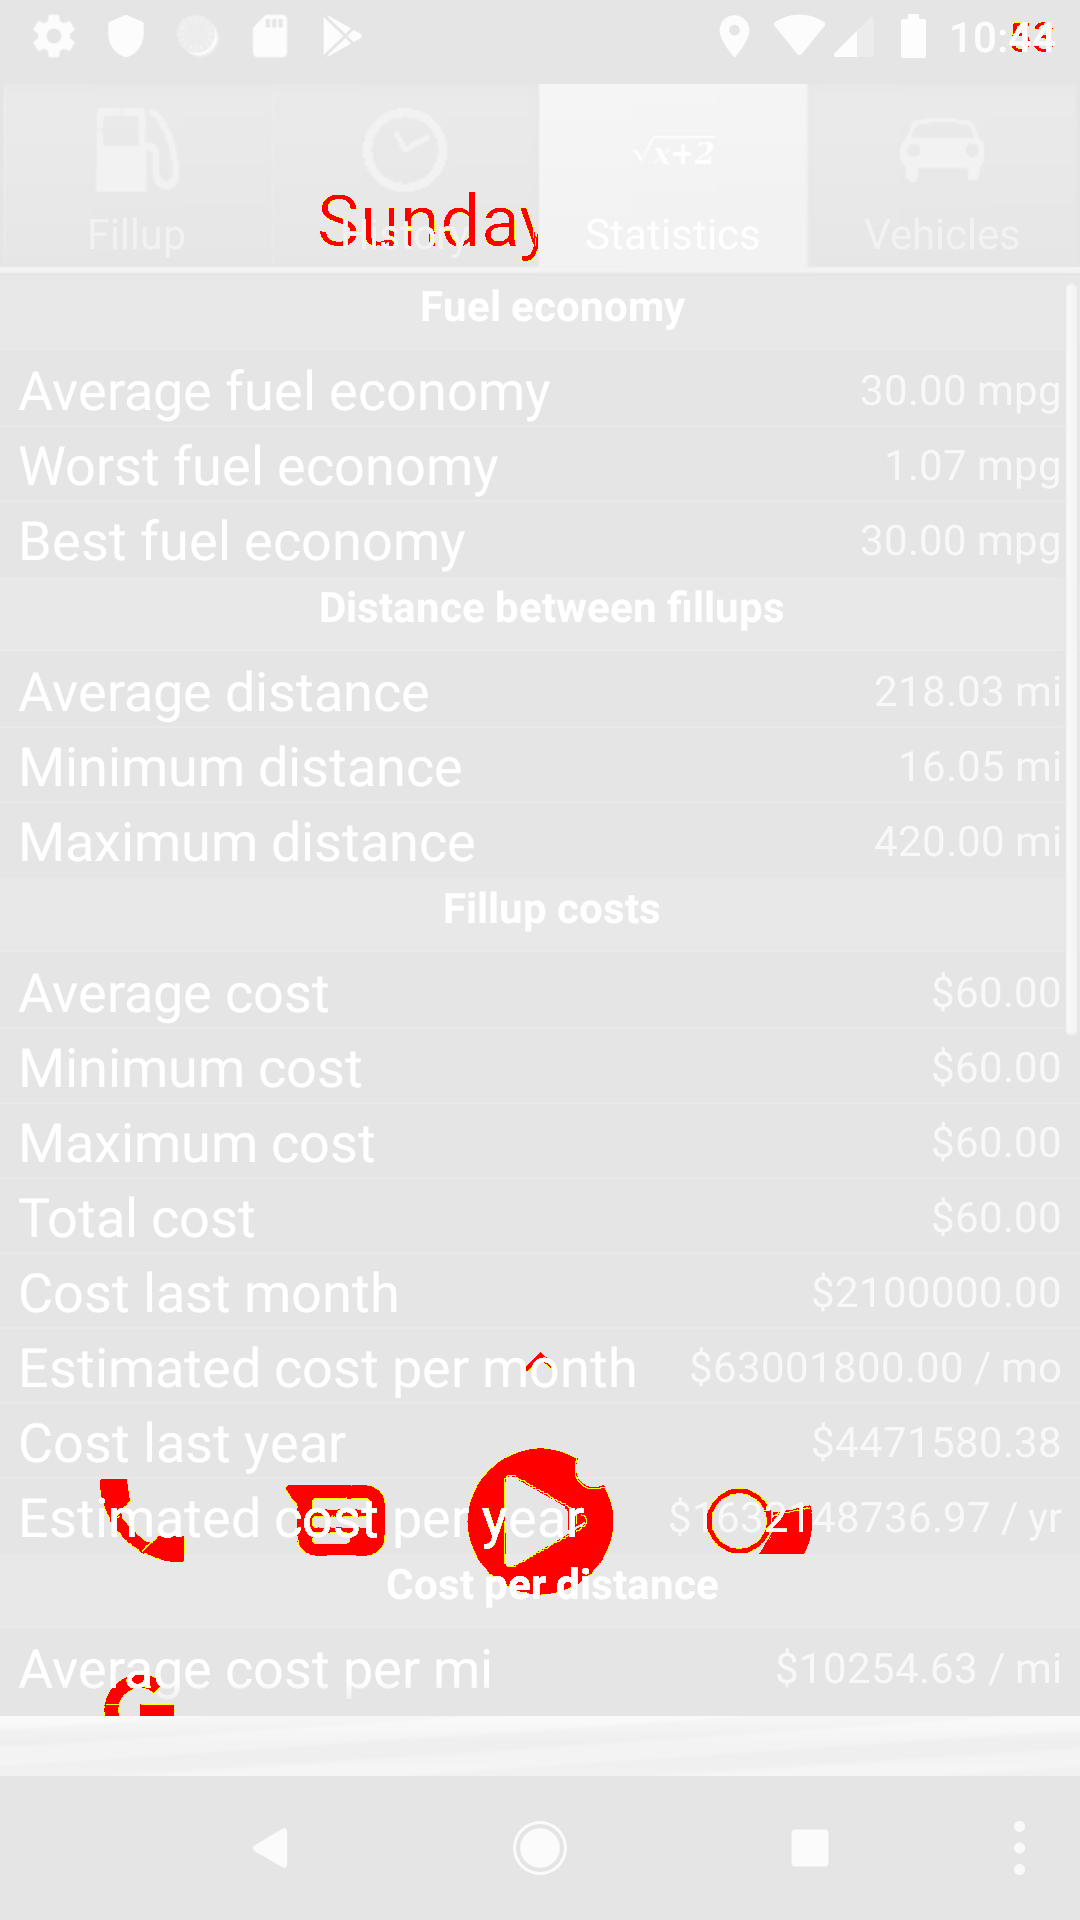 Sunday
Fillup
History
√x+2
Statistics
Vehicles
Fuel economy
Average fuel economy 30.00 mpg
Worst fuel economy 1.07 mpg
Best fuel economy 30.00 mpg
Distance between fillups
Average distance 218.03 mi
Minimum distance 16.05 mi
Maximum distance 420.00 mi
Fillup costs
Average cost $60.00
Minimum cost $60.00
Maximum cost $60.00
Total cost $60.00
Cost last month $2100000.00
Estimated cost per month $63001800.00 / mo
Cost last year $4471580.38
Estimated cost per year $1632148736.97 / yr
Cost per distance
Average cost per mi $10254.63 / mi